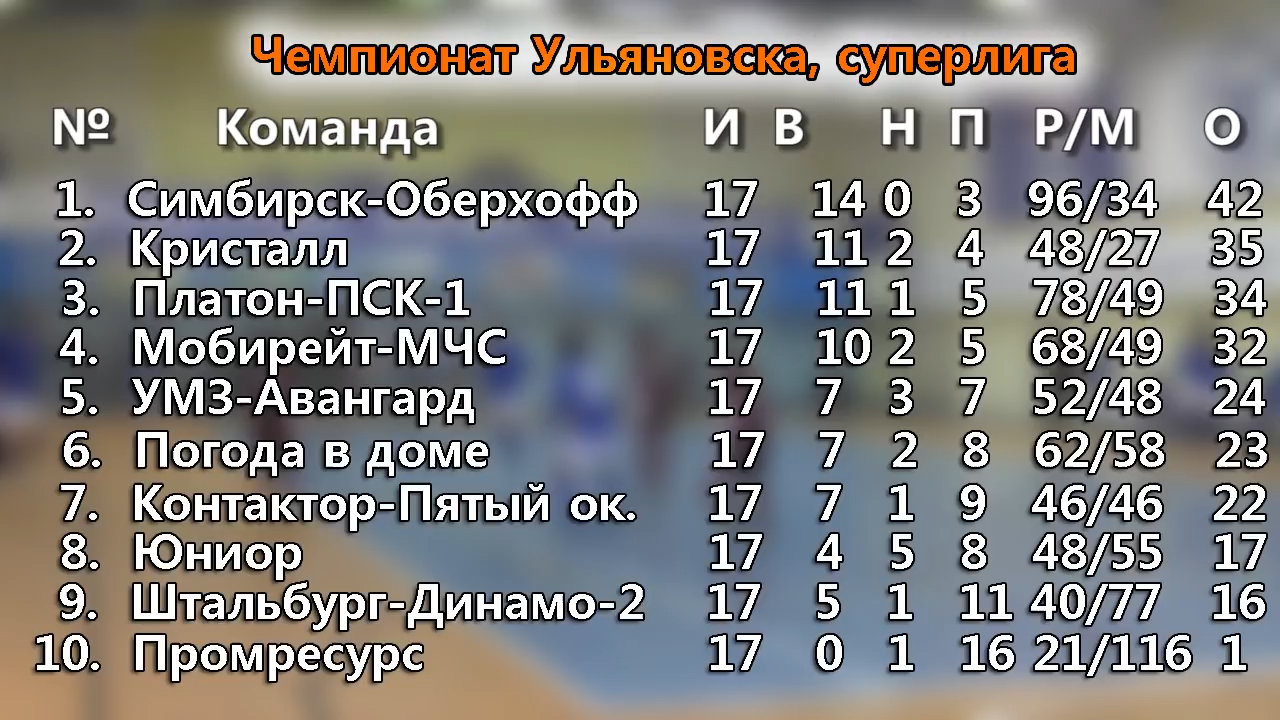 Чемпионат Ульяновска, суперлига
№ Команда И В Н П Р/М О
1. Симбирск-Оберхофф 17 14 0 3 96/34 42
2. Кристалл 17 11 2 4 48/27 35
3. Платон-ПСК-1 17 11 1 5 78/49 34
4. Мобирейт-МЧС 17 10 2 5 68/49 32
5. УМЗ-Авангард 17 7 3 7 52/48 24
6. Погода в доме 17 7 2 8 62/58 23
7. Контактор-Пятый ок. 17 7 1 9 46/46 22
8. Юниор 17 4 5 8 48/55 17
9. Штальбург-Динамо-2 17 5 1 11 40/77 16
10. Промресурс 17 0 1 16 21/116 1